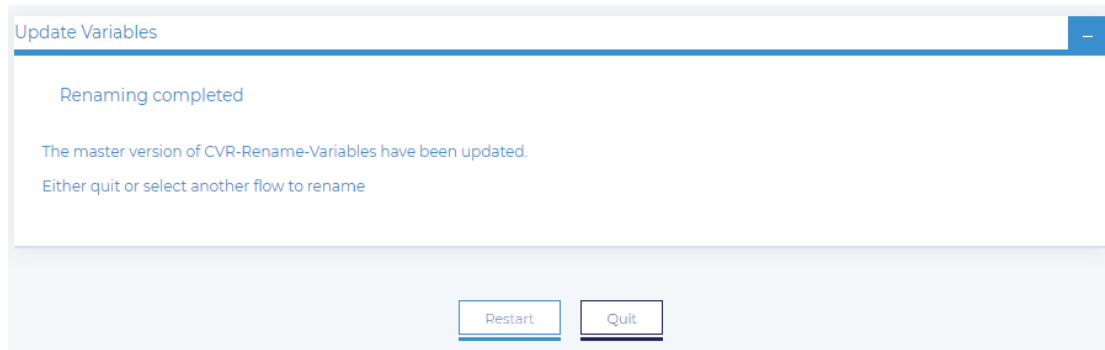 Update Variables
Renaming completed
The master version of CVR-Rename-Variables have been updated.
Either quit or select another flow to rename
Restart
Quit